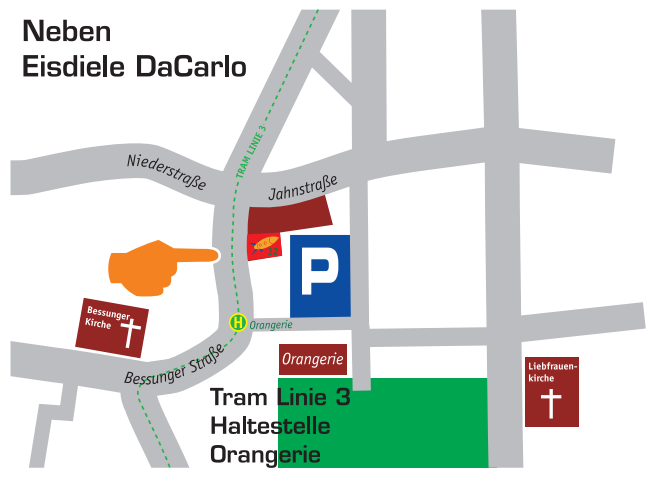 Neben
Eisdiele DaCarlo
TRAM LINIE 3
Niederstraße
Jahnstraße
P
Bessunger
Kirche
H
Orangerie
Bessunger Straße
Orangerie
Liebfrauen-
kirche
Tram Linie 3
Haltestelle
Orangerie